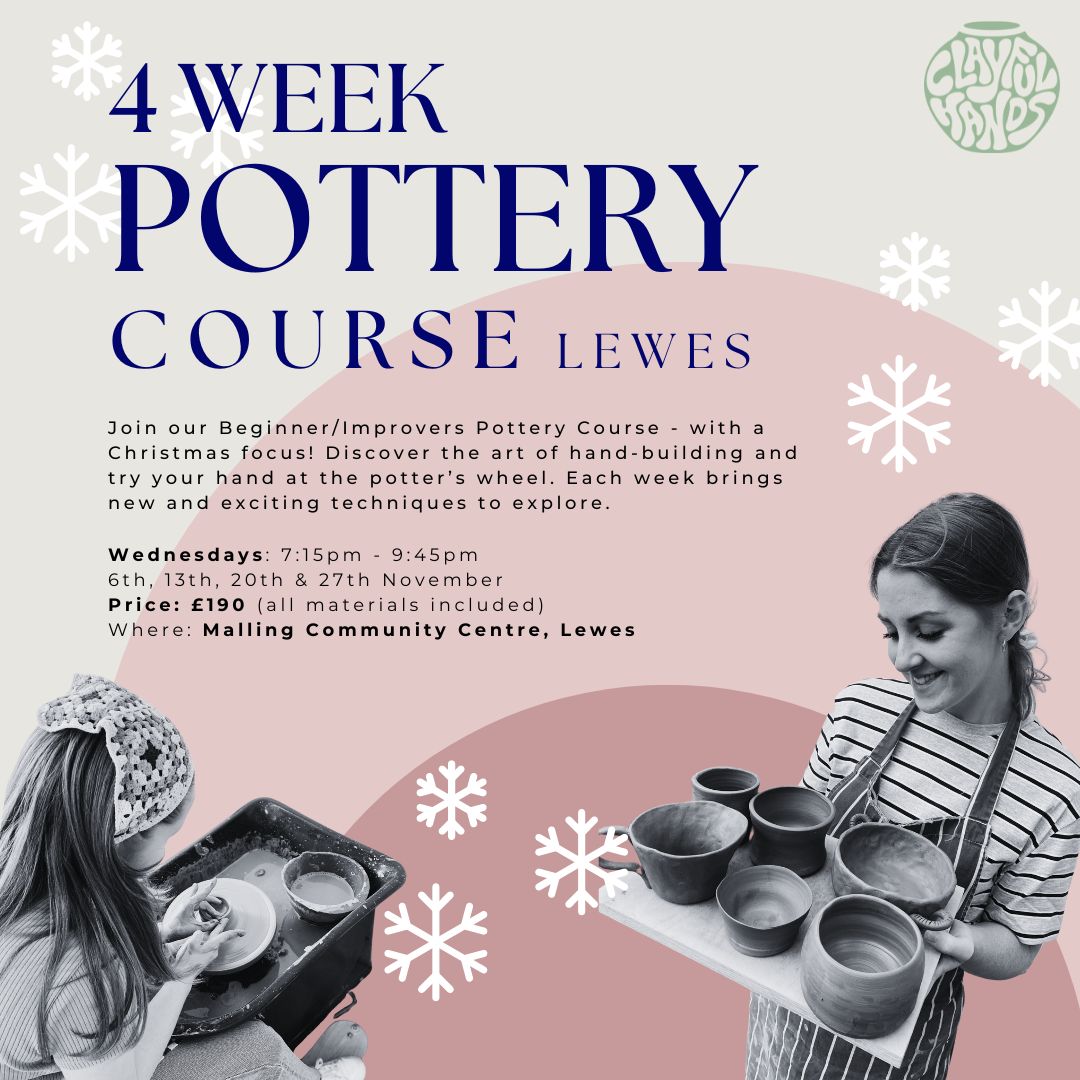 4 WEEK
POTTERY
COURSE LEWES
CLAYFUL
HANDS
Join our Beginner/Improvers Pottery Course - with a
Christmas focus! Discover the art of hand-building and
try your hand at the potter’s wheel. Each week brings
new and exciting techniques to explore.
Wednesdays: 7:15pm - 9:45pm
6th, 13th, 20th & 27th November
Price: £190 (all materials included)
Where: Malling Community Centre, Lewes